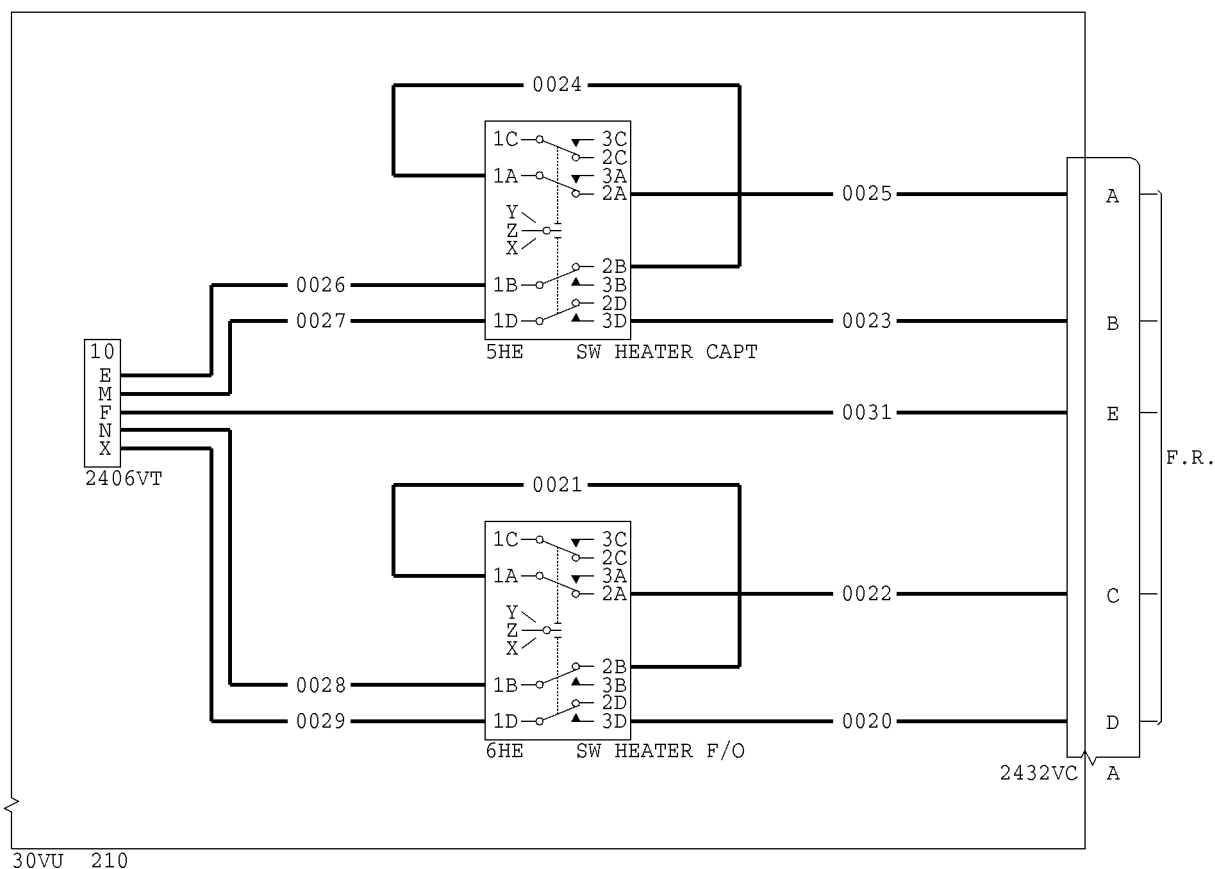 0024
1C 3C
2C
1A 3A
2A 0025 A
Y
Z
X
2B
0026 1B 3B
2D
0027 1D 3D 0023 B
5HE SW HEATER CAPT
10
E
M
F 0031 E
N
X
2406VT
F.R.
0021
1C 3C
2C
1A 3A
2A 0022 C
Y
Z
X
2B
0028 1B 3B
2D
0029 1D 3D 0020 D
6HE SW HEATER F/O
2432VC A
30VU 210